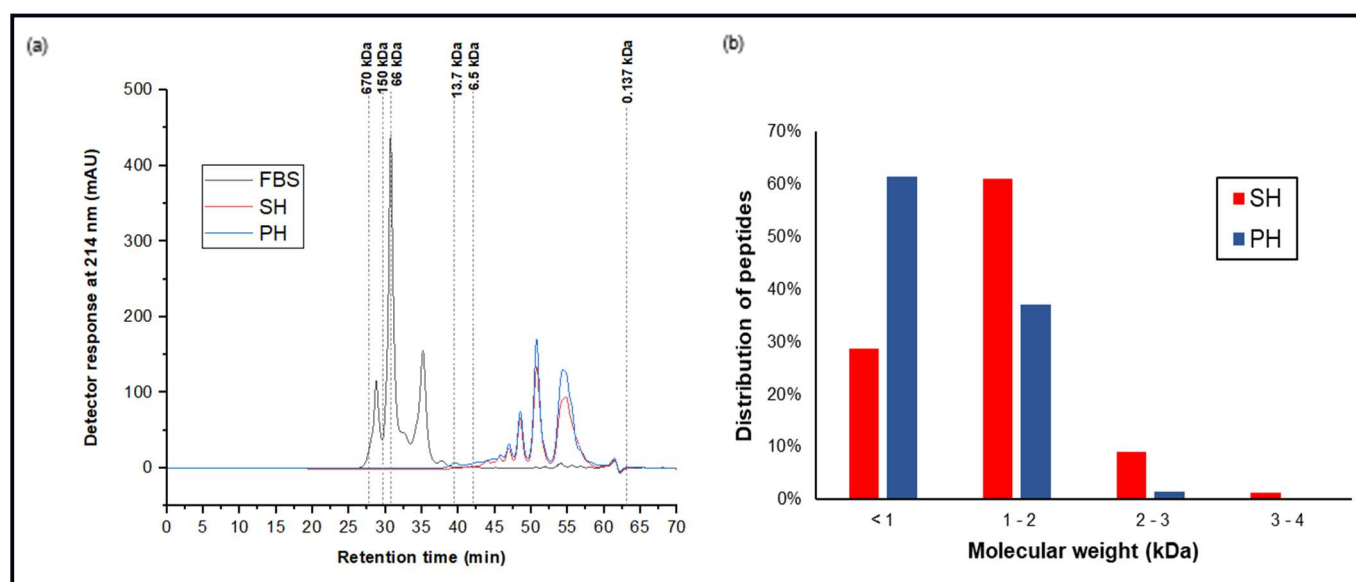 (a)
670 kDa
150 kDa
66 kDa
13.7 kDa
6.5 kDa
0.137 kDa
500
400
300
200
100
0
Detector response at 214 nm (mAU)
FBS
SH
PH
0 5 10 15 20 25 30 35 40 45 50 55 60 65 70
Retention time (min)
(b)
70%
60%
50%
40%
30%
20%
10%
0%
Distribution of peptides
SH
PH
< 1 1 - 2 2 - 3 3 - 4
Molecular weight (kDa)